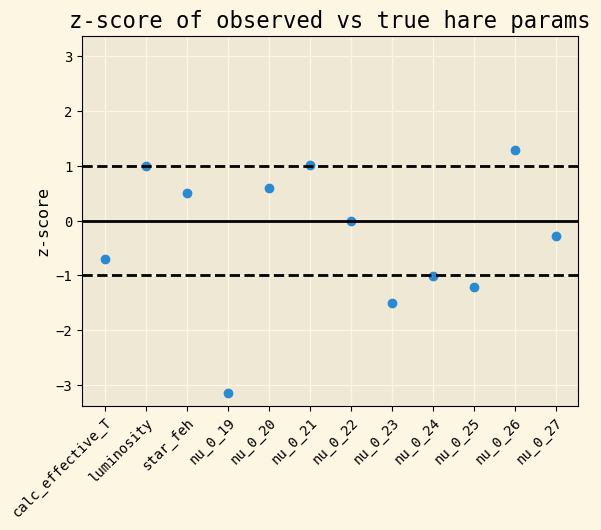 z-score of observed vs true hare params
z-score
3
2
1
0
−1
−2
−3
calc_effective_T
luminosity
star_feh
nu_0_19
nu_0_20
nu_0_21
nu_0_22
nu_0_23
nu_0_24
nu_0_25
nu_0_26
nu_0_27